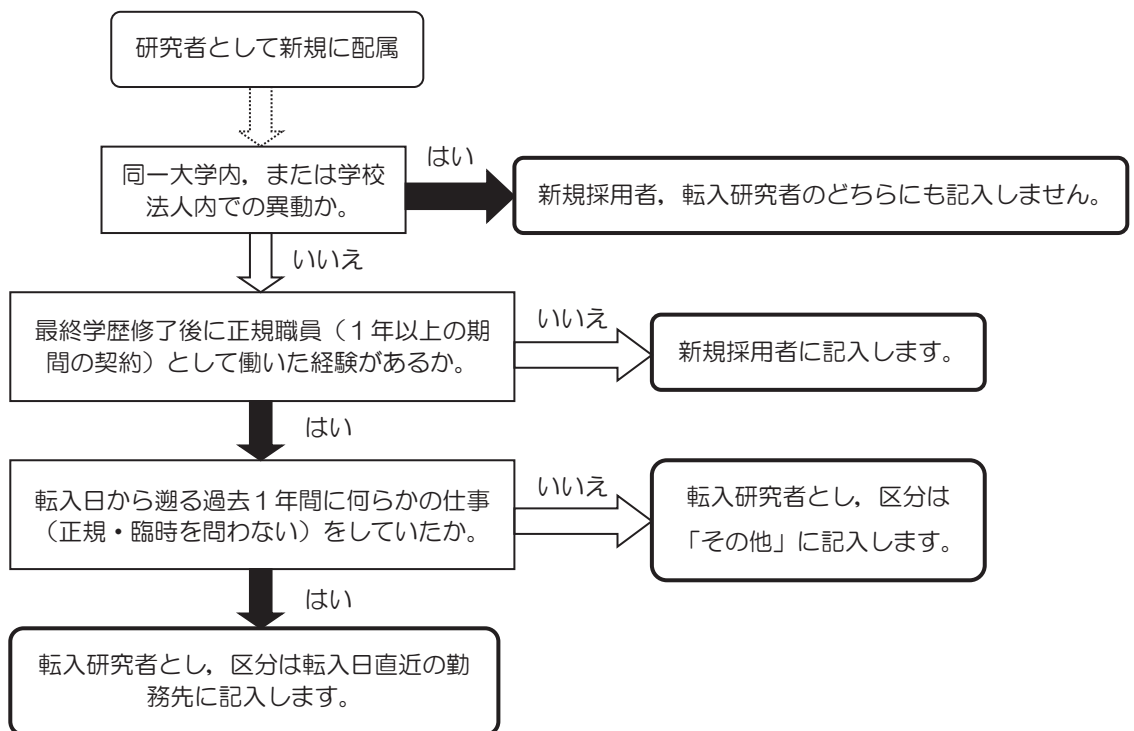 研究者として新規に配属
同一大学内，または学校
法人内での異動か。
はい
新規採用者，転入研究者のどちらにも記入しません。
いいえ
最終学歴修了後に正規職員（１年以上の期
間の契約）として働いた経験があるか。
いいえ
新規採用者に記入します。
はい
転入日から遡る過去１年間に何らかの仕事
（正規・臨時を問わない）をしていたか。
いいえ
転入研究者とし，区分は
「その他」に記入します。
はい
転入研究者とし，区分は転入日直近の勤
務先に記入します。